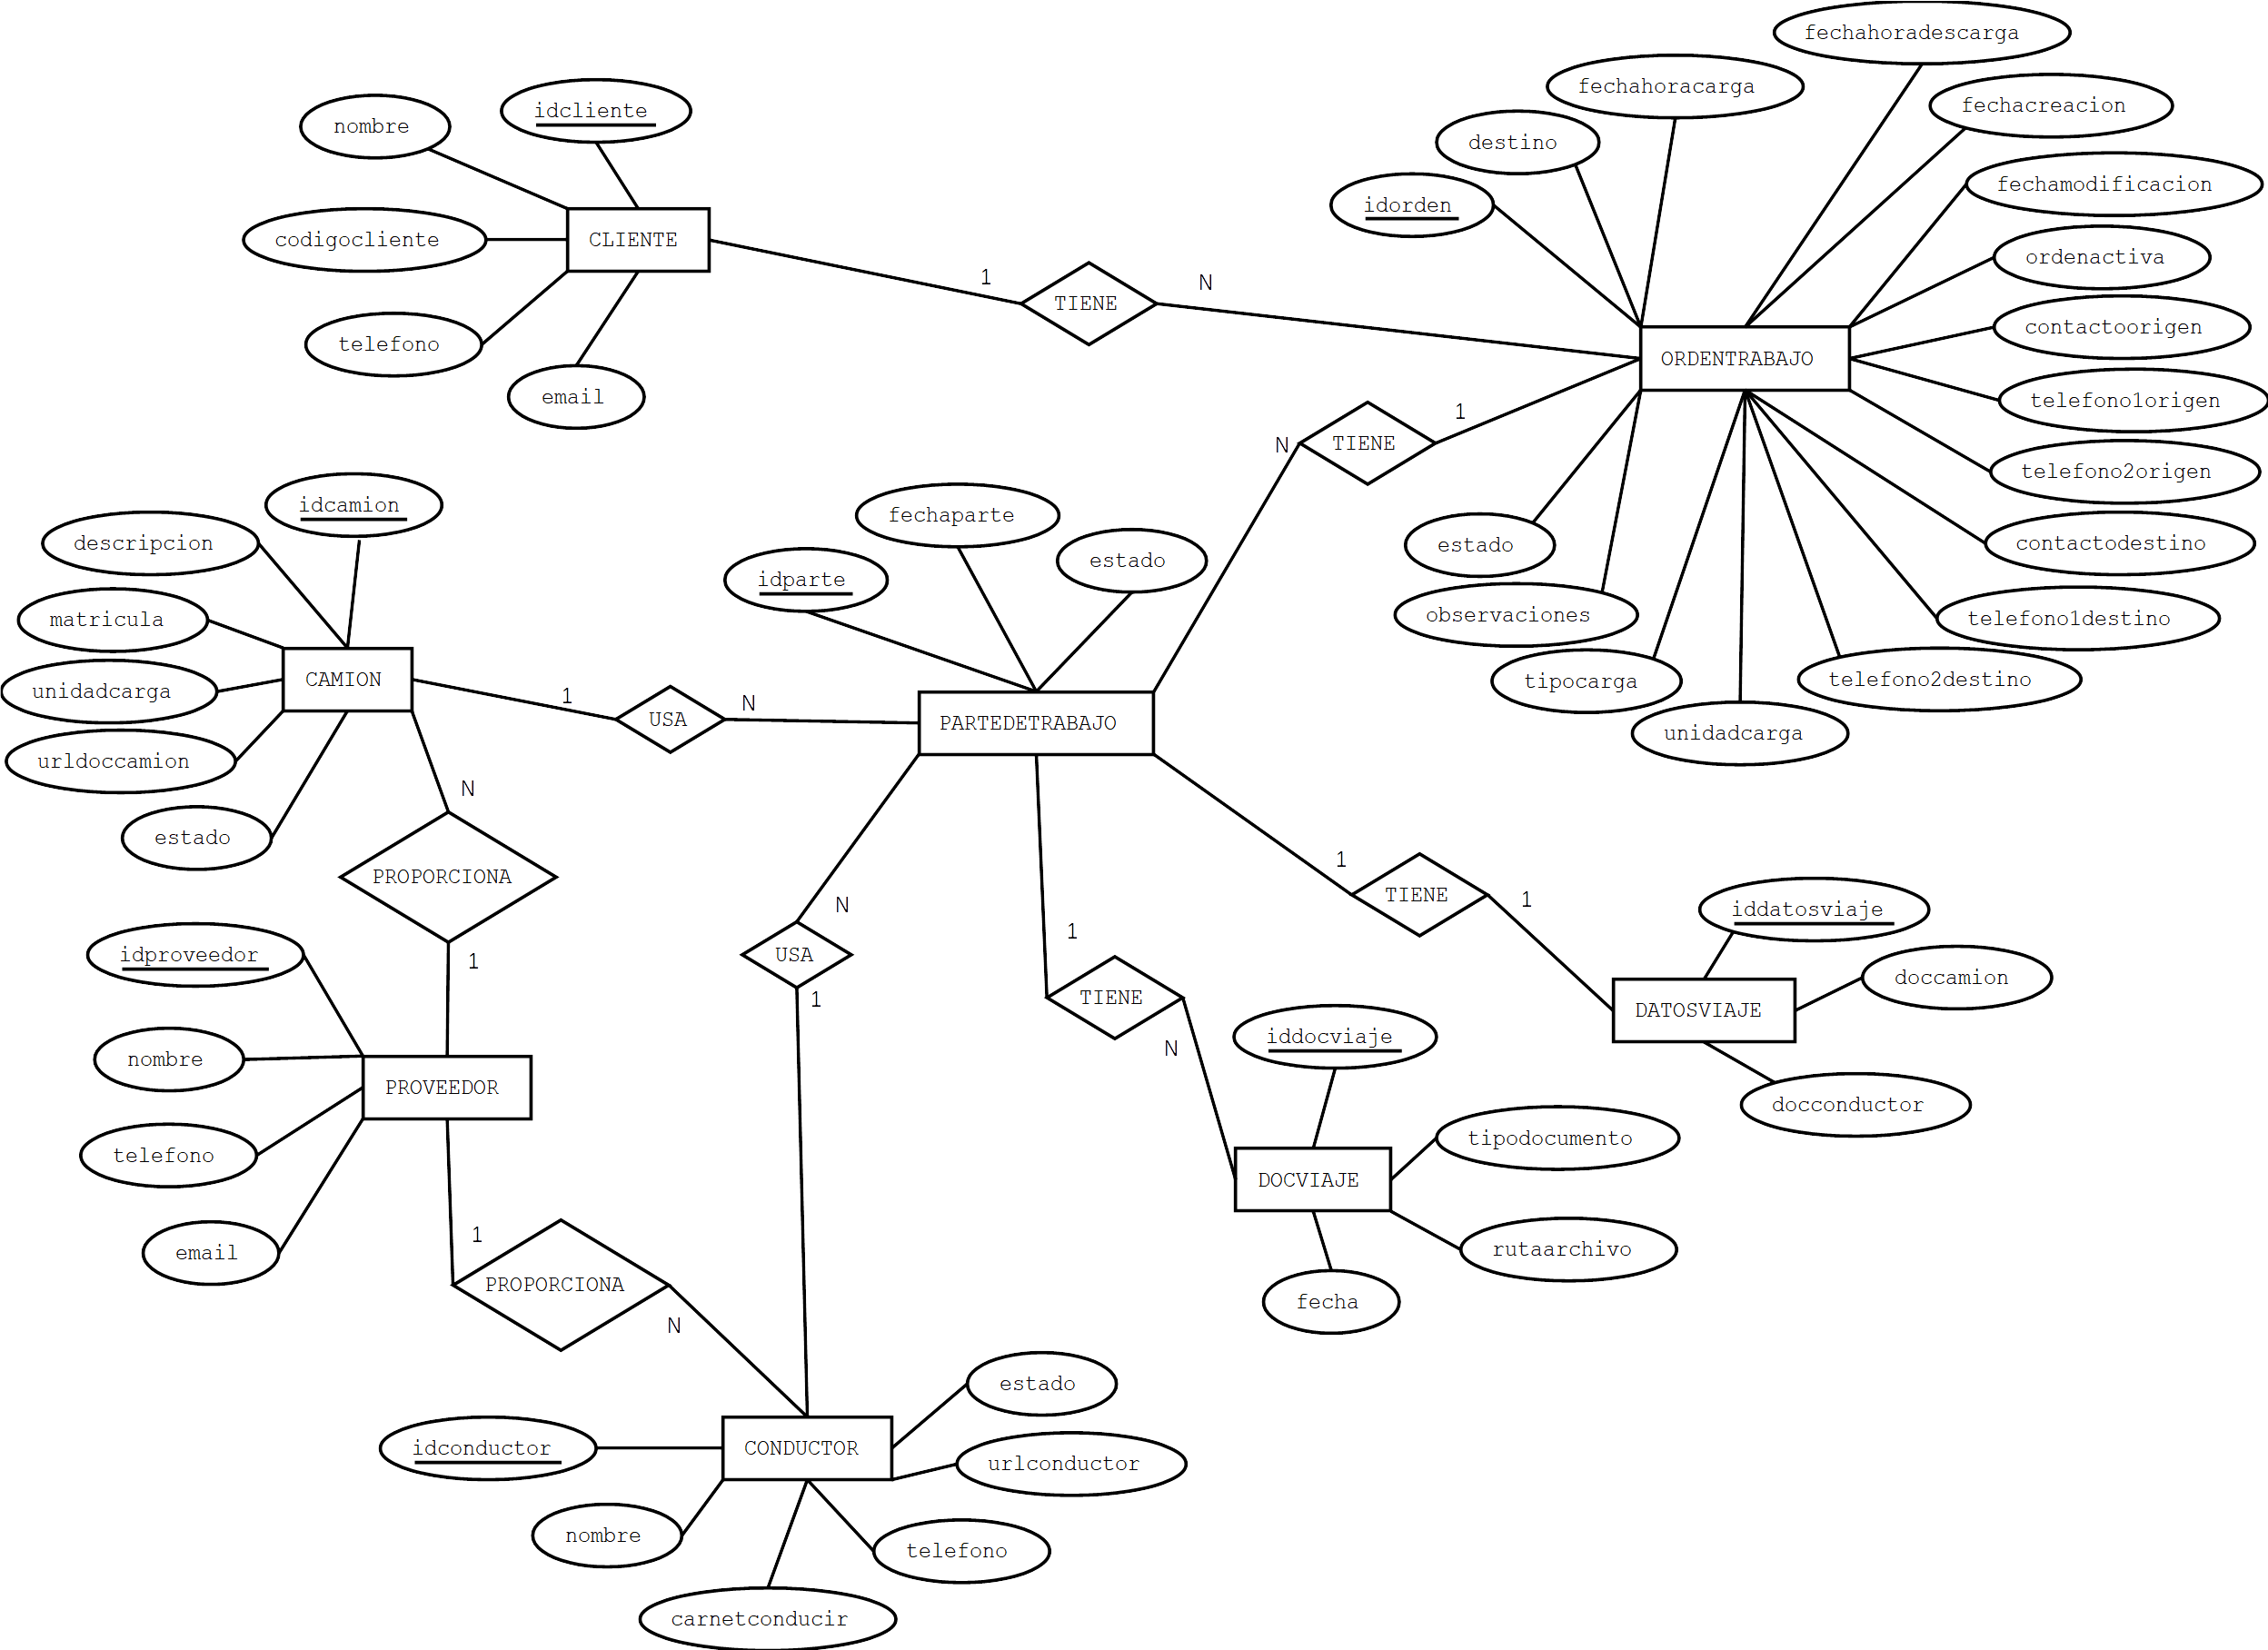 fechahoradescarga
fechahoracarga
fechacreacion
idcliente
nombre
destino
fechamodificacion
idorden
codigocliente
CLIENTE
ordenactiva
1
N
TIENE
contactoorigen
telefono
ORDENTRABAJO
email
telefono1origen
1
N
TIENE
telefono2origen
idcamion
fechaparte
descripcion
estado
contactodestino
estado
idparte
matricula
observaciones
telefono1destino
CAMION
unidadcarga
1
N
USA
PARTEDETRABAJO
tipocarga
telefono2destino
unidadcarga
urldoccamion
N
estado
1
PROPORCIONA
TIENE
1
N
iddatosviaje
1
idproveedor
1
USA
1
doccamion
TIENE
DATOSVIAJE
iddocviaje
N
nombre
PROVEEDOR
docconductor
telefono
tipodocumento
DOCVIAJE
1
email
rutaarchivo
PROPORCIONA
fecha
N
estado
idconductor
CONDUCTOR
urlconductor
nombre
telefono
carnetconducir